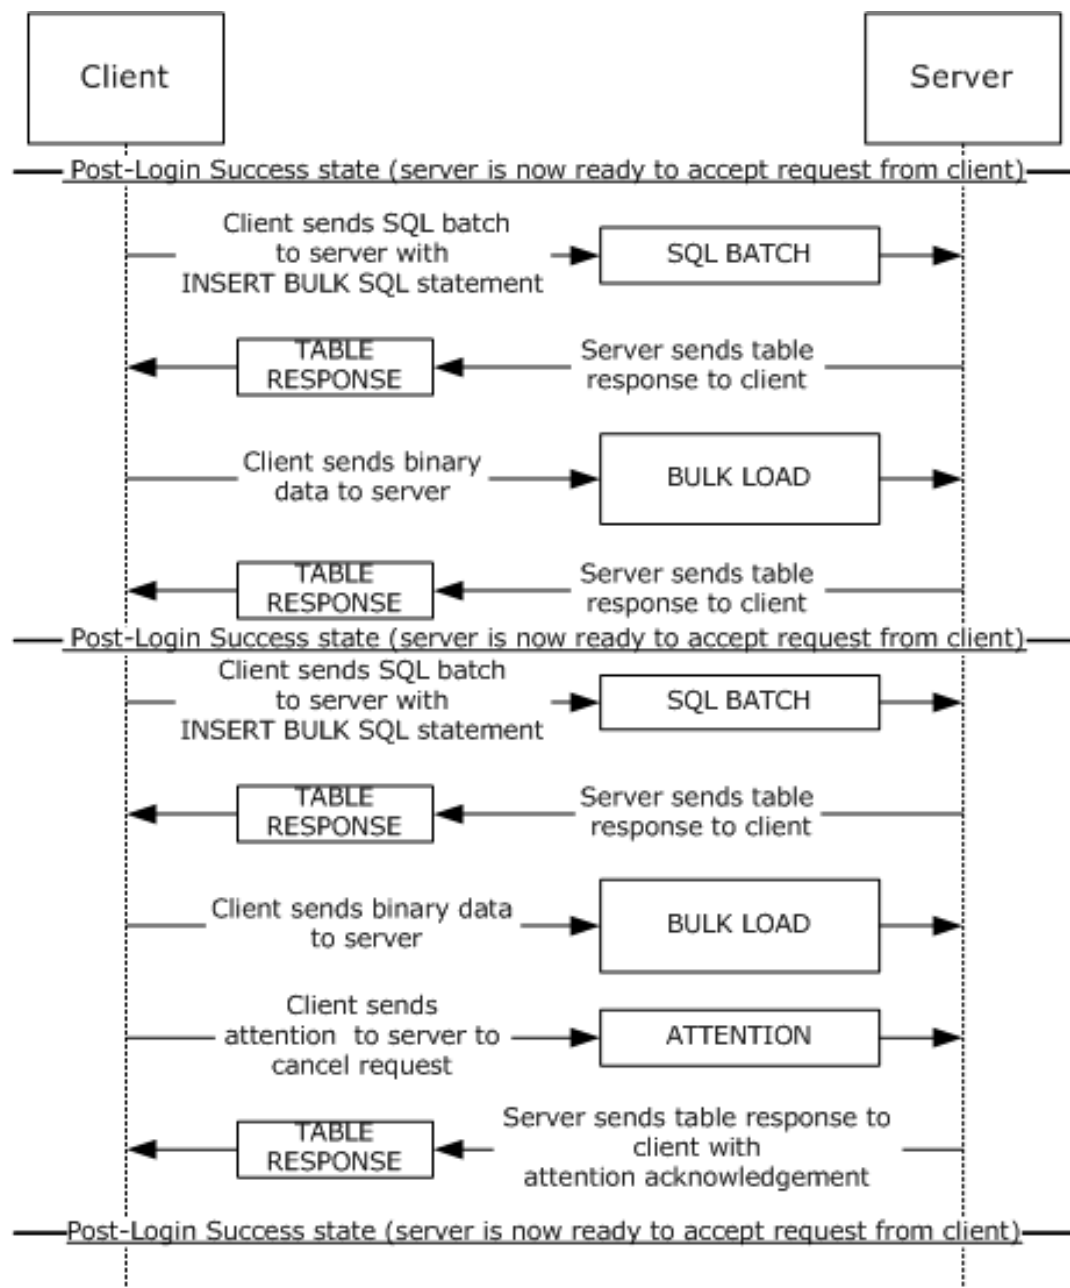 Client
Server
Post-Login Success state (server is now ready to accept request from client)
Client sends SQL batch
to server with
INSERT BULK SQL statement
SQL BATCH
TABLE
RESPONSE
Server sends table
response to client
Client sends binary
data to server
BULK LOAD
TABLE
RESPONSE
Server sends table
response to client
Post-Login Success state (server is now ready to accept request from client)
Client sends SQL batch
to server with
INSERT BULK SQL statement
SQL BATCH
TABLE
RESPONSE
Server sends table
response to client
Client sends binary data
to server
BULK LOAD
Client sends
attention to server to
cancel request
ATTENTION
TABLE
RESPONSE
Server sends table response to
client with
attention acknowledgement
Post-Login Success state (server is now ready to accept request from client)